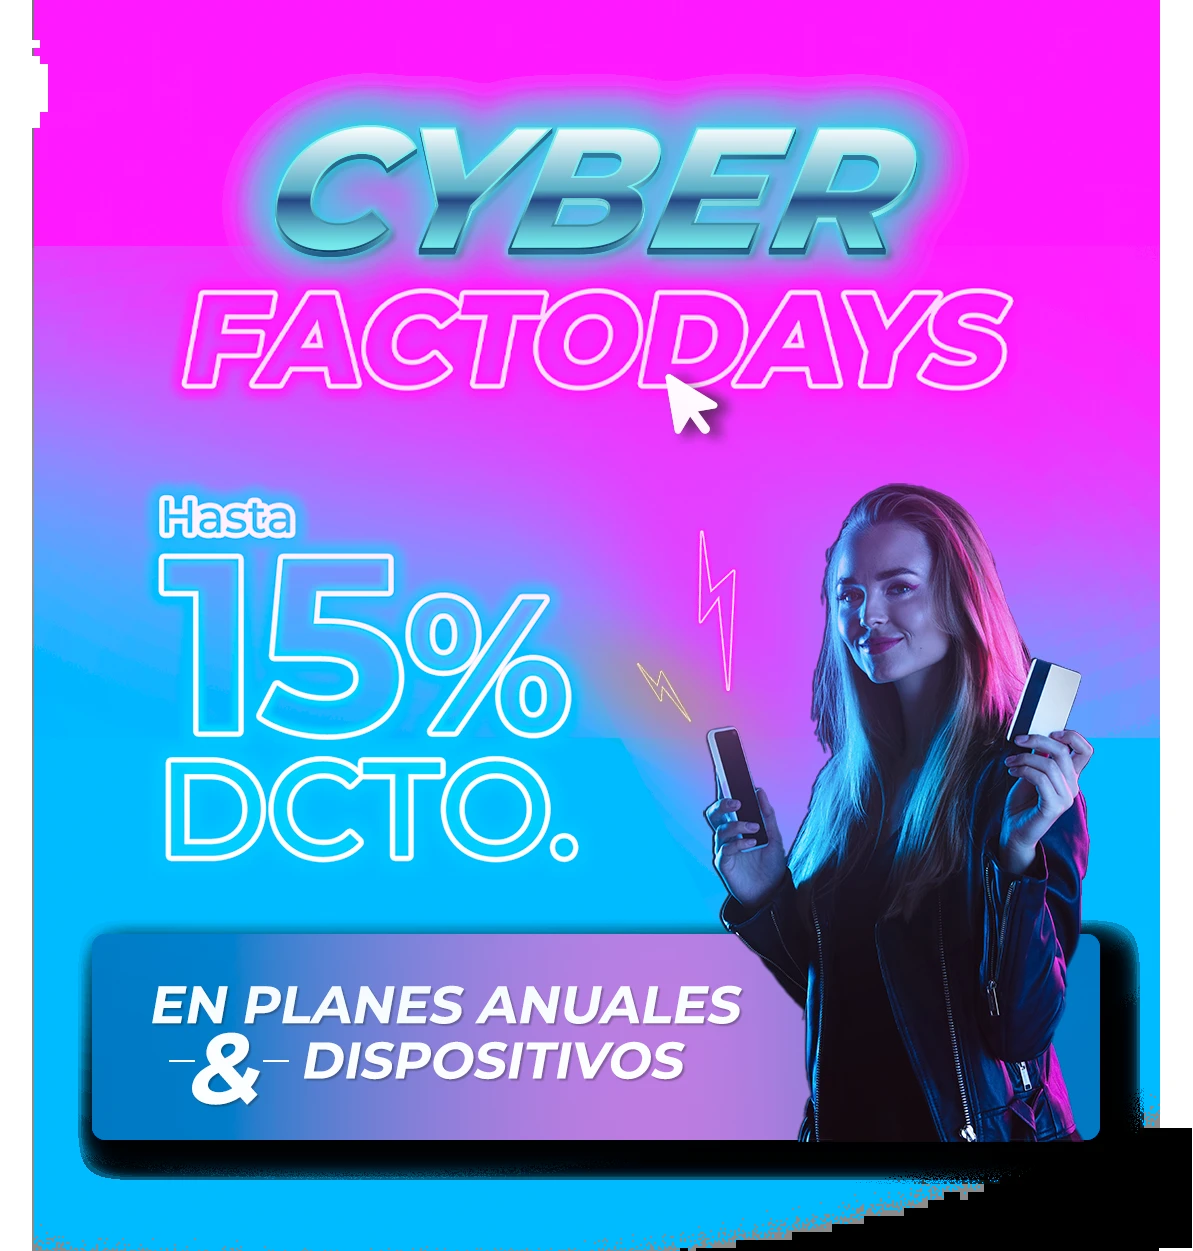 CYBER
FACTODAYS
Hasta
15%
DCTO.
EN PLANES ANUALES
& DISPOSITIVOS